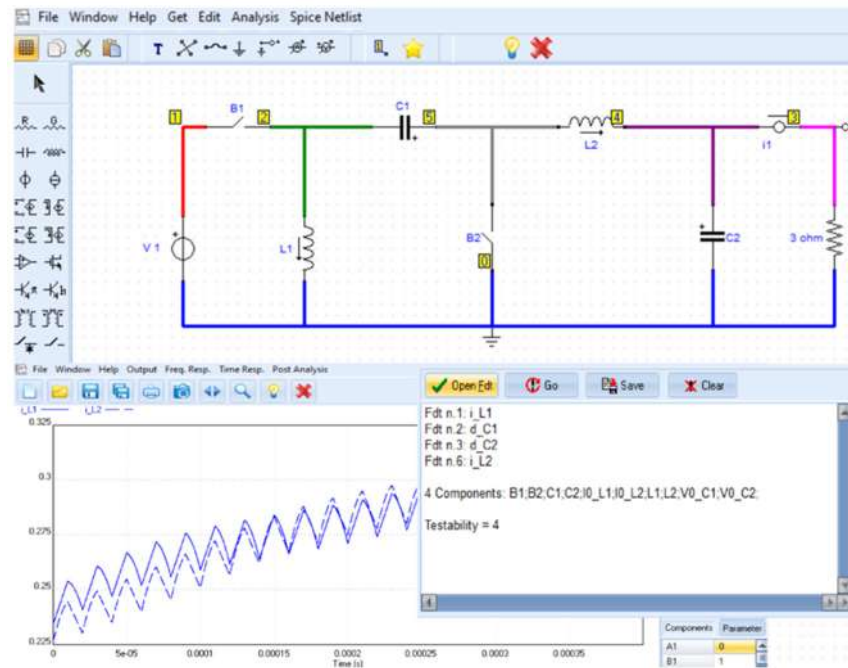 File Window Help Get Edit Analysis Spice Netlist
T
R G
1
B1
2
C1
5
L2
4
i1
3
V 1
L1
B2
0
C2
3 ohm
File Window Help Output Freq. Resp. Time Resp. Post Analysis
i_L1 i_L2
0.325
0.3
0.275
0.25
0.225
0 5e-05 0.0001 0.00015 0.0002 0.00025 0.0003 0.00035
Time (s)
Open Fdt Go Save Clear
Fdt n.1: i_L1
Fdt n.2: d_C1
Fdt n.3: d_C2
Fdt n.6: i_L2
4 Components: B1;B2;C1;C2;I0_L1;I0_L2;L1;L2;V0_C1;V0_C2;
Testability = 4
Components Parameter
A1 0
B1 1